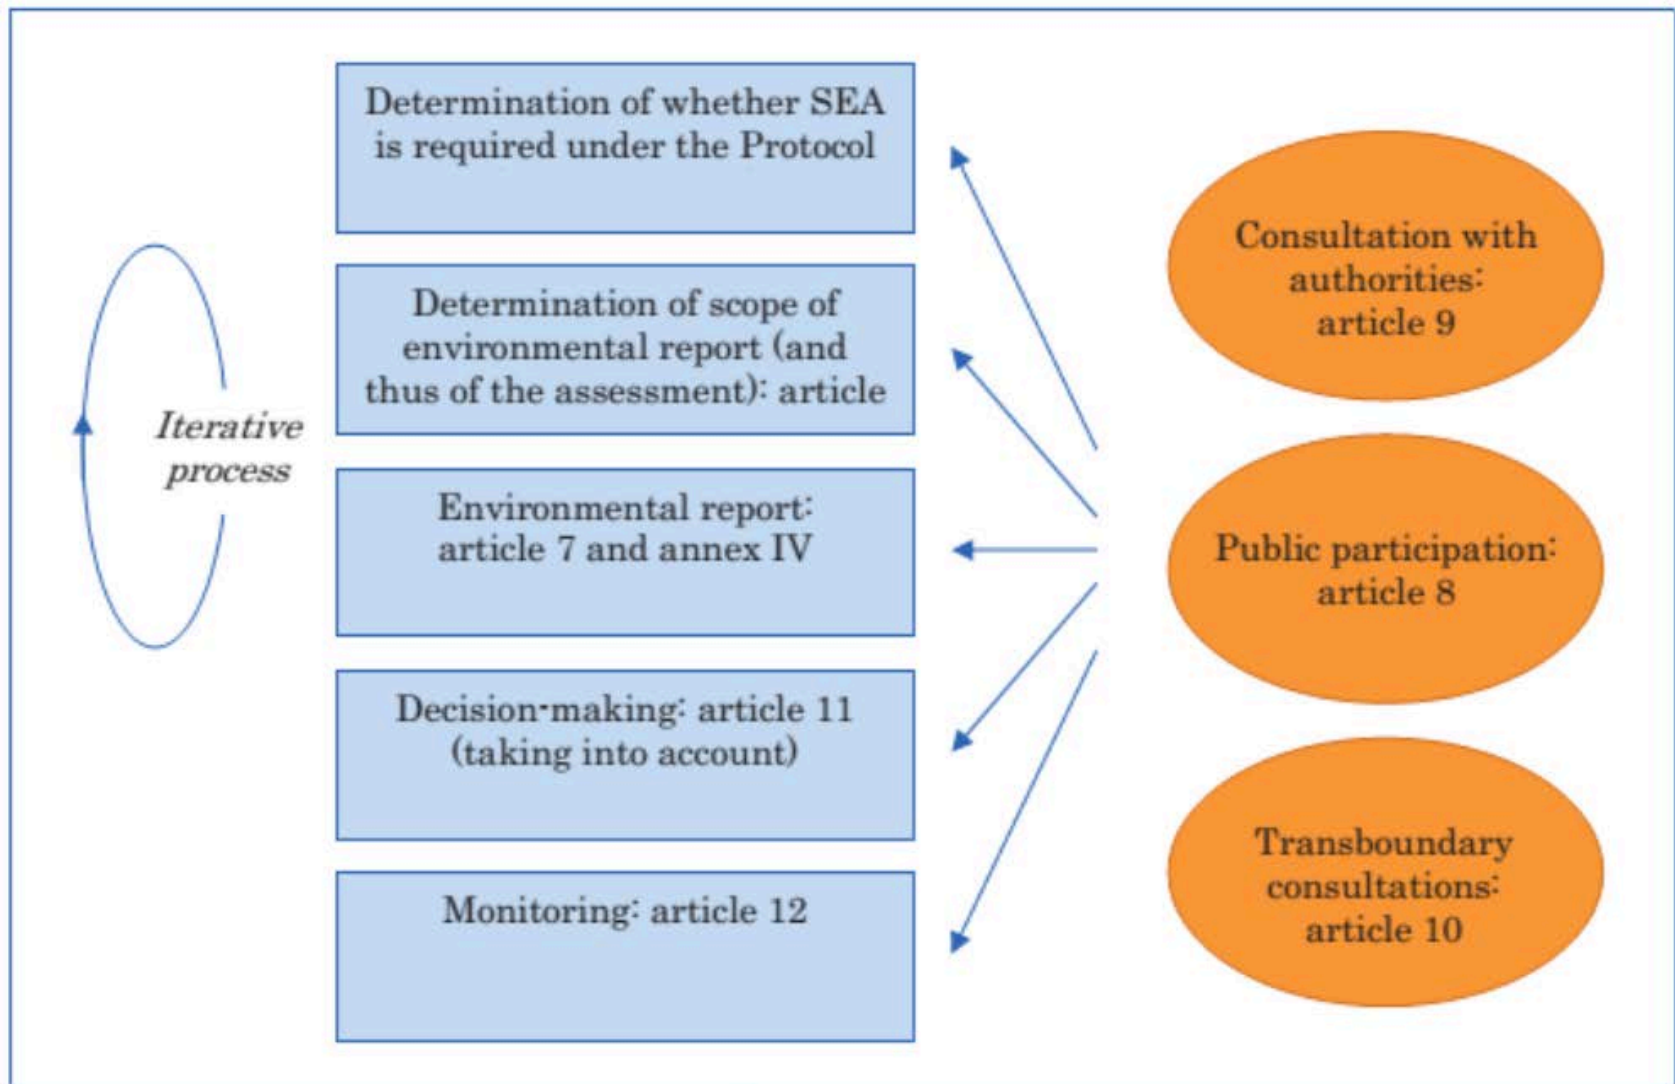 Determination of whether SEA
is required under the Protocol
Determination of scope of
environmental report (and
thus of the assessment): article
Iterative
process
Environmental report:
article 7 and annex IV
Decision-making: article 11
(taking into account)
Monitoring: article 12
Consultation with
authorities:
article 9
Public participation:
article 8
Transboundary
consultations:
article 10